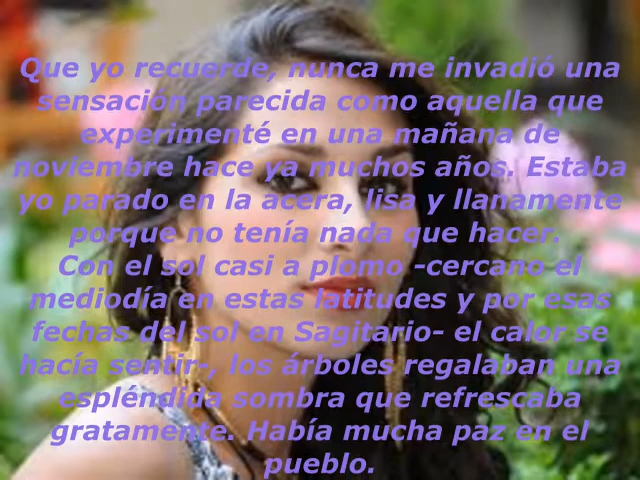 Que yo recuerde, nunca me invadió una
sensación parecida como aquella que
experimenté en una mañana de
noviembre hace ya muchos años. Estaba
yo parado en la acera, lisa y llanamente
porque no tenía nada que hacer.
Con el sol casi a plomo -cercano el
mediodía en estas latitudes y por esas
fechas del sol en Sagitario- el calor se
hacía sentir-, los árboles regalaban una
espléndida sombra que refrescaba
gratamente. Había mucha paz en el
pueblo.